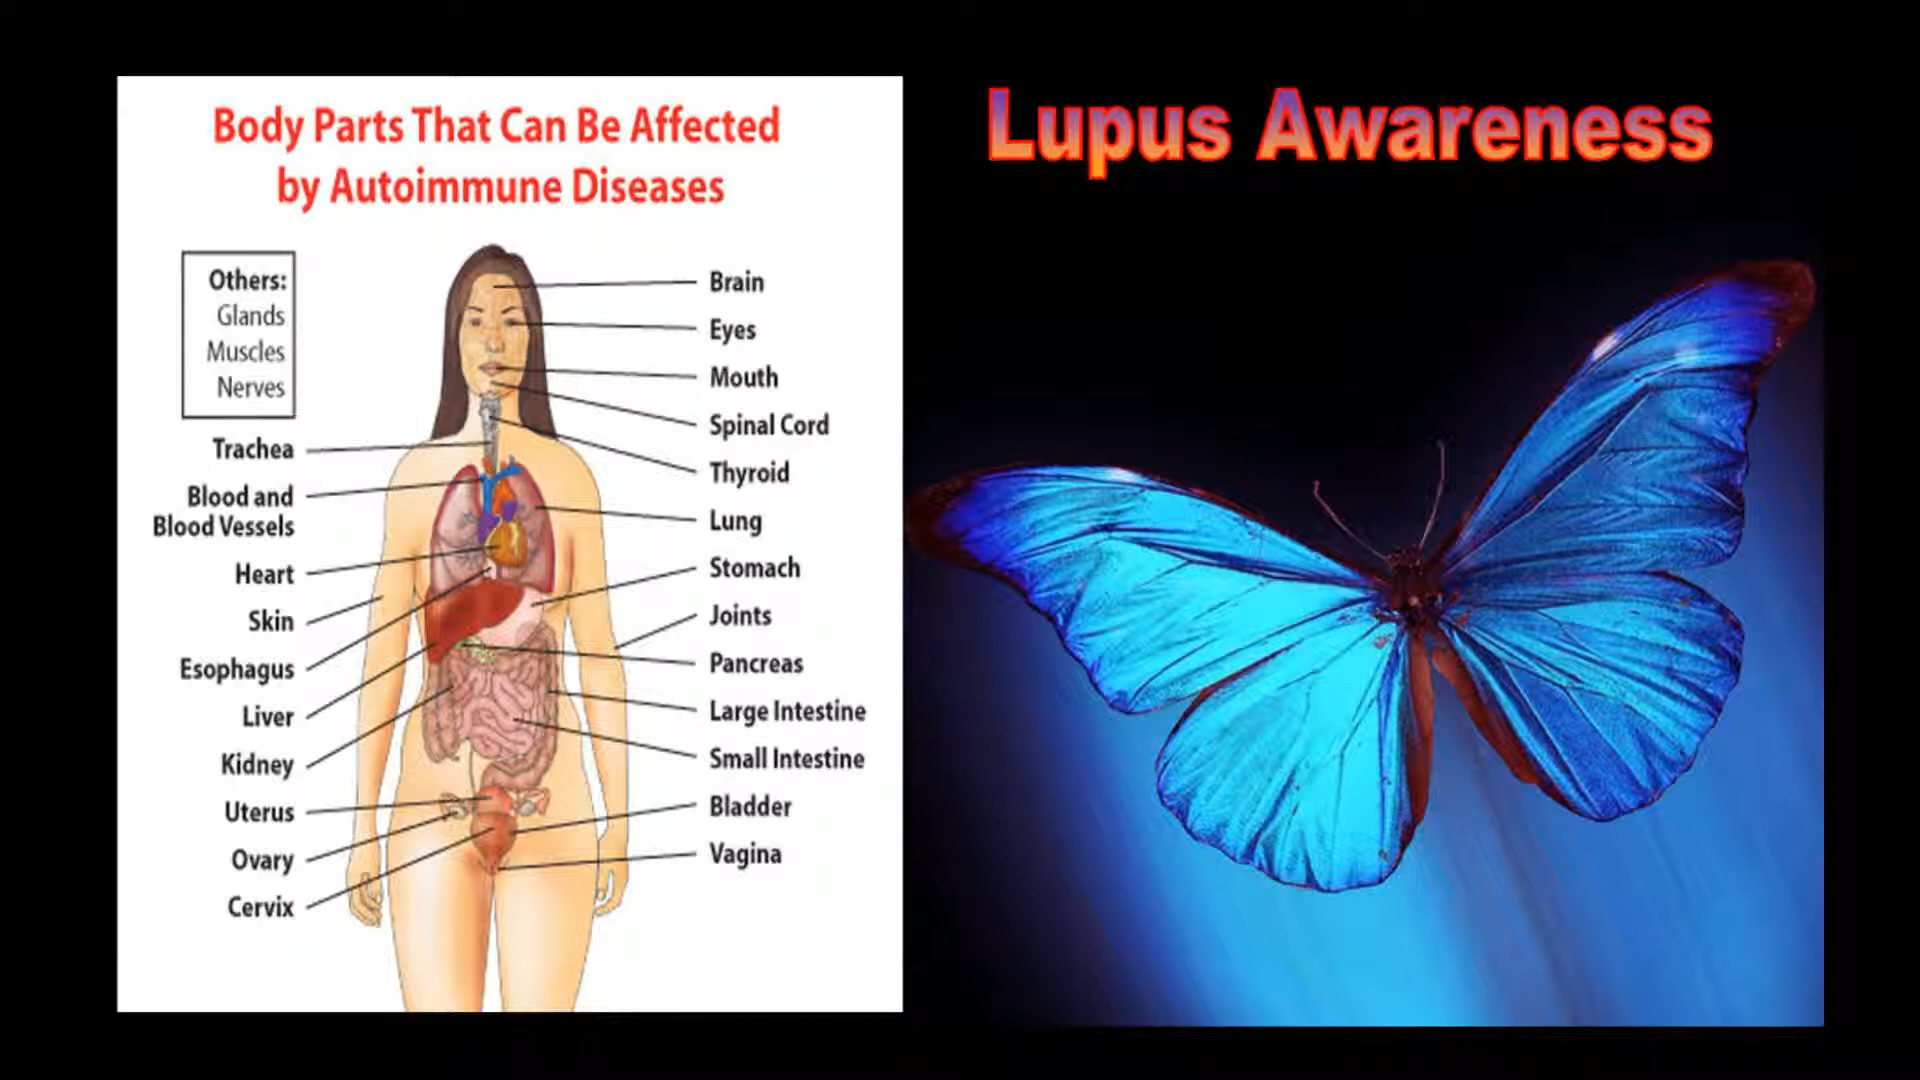 Body Parts That Can Be Affected
by Autoimmune Diseases
Others:
Glands
Muscles
Nerves
Trachea
Blood and
Blood Vessels
Heart
Skin
Esophagus
Liver
Kidney
Uterus
Ovary
Cervix
Brain
Eyes
Mouth
Spinal Cord
Thyroid
Lung
Stomach
Joints
Pancreas
Large Intestine
Small Intestine
Bladder
Vagina
Lupus Awareness